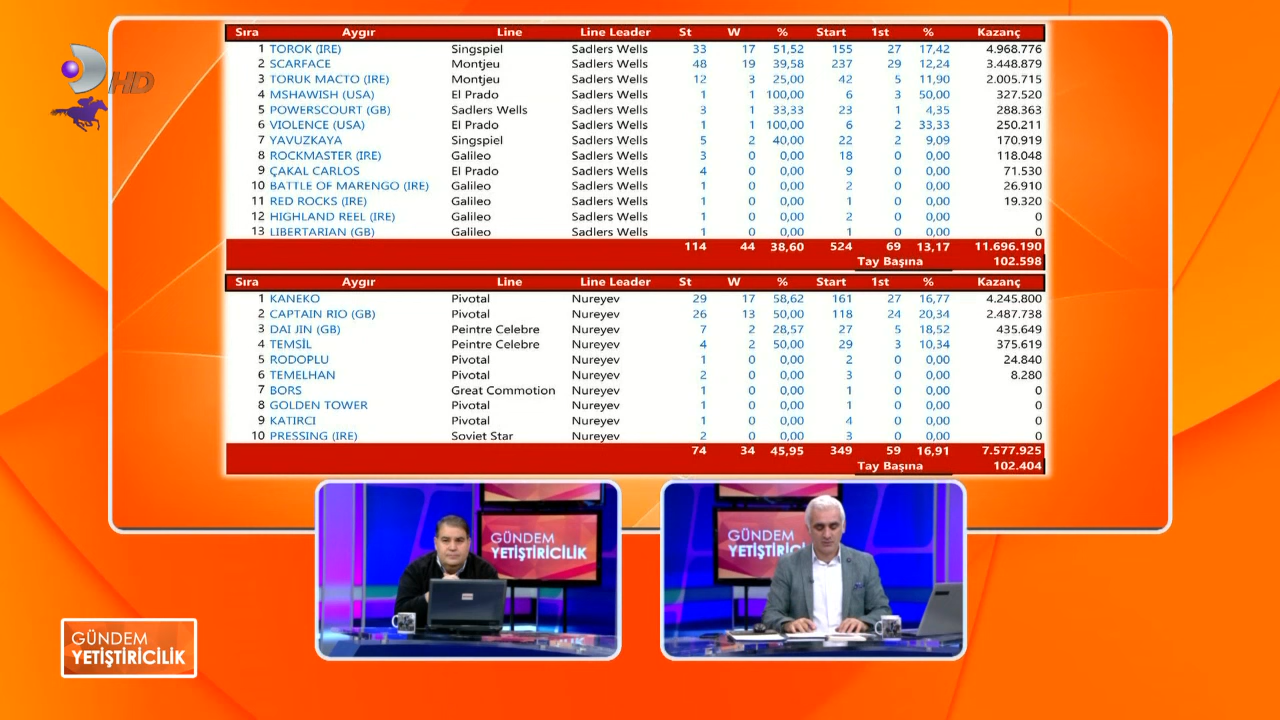 Sıra Aygır Line Line Leader St W % Start 1st % Kazanç
1 TOROK (IRE) Singspiel Sadlers Wells 33 17 51,52 155 27 17,42 4.968.776
2 SCARFACE Montjeu Sadlers Wells 48 19 39,58 237 29 12,24 3.448.879
3 TORUK MACTO (IRE) Montjeu Sadlers Wells 12 3 25,00 42 5 11,90 2.005.715
4 MSHAWISH (USA) El Prado Sadlers Wells 1 1 100,00 6 3 50,00 327.520
5 POWERSCOURT (GB) Sadlers Wells Sadlers Wells 3 1 33,33 23 1 4,35 288.363
6 VIOLENCE (USA) El Prado Sadlers Wells 1 1 100,00 6 2 33,33 250.211
7 YAVUZKAYA Singspiel Sadlers Wells 5 2 40,00 22 2 9,09 170.919
8 ROCKMASTER (IRE) Galileo Sadlers Wells 3 0 0,00 18 0 0,00 118.048
9 ÇAKAL CARLOS El Prado Sadlers Wells 4 0 0,00 9 0 0,00 71.530
10 BATTLE OF MARENGO (IRE) Galileo Sadlers Wells 1 0 0,00 2 0 0,00 26.910
11 RED ROCKS (IRE) Galileo Sadlers Wells 1 0 0,00 1 0 0,00 19.320
12 HIGHLAND REEL (IRE) Galileo Sadlers Wells 1 0 0,00 2 0 0,00 0
13 LIBERTARIAN (GB) Galileo Sadlers Wells 1 0 0,00 1 0 0,00 0
114 44 38,60 524 69 13,17 11.696.190
Tay Başına 102.598
Sıra Aygır Line Line Leader St W % Start 1st % Kazanç
1 KANEKO Pivotal Nureyev 29 17 58,62 161 27 16,77 4.245.800
2 CAPTAIN RIO (GB) Pivotal Nureyev 26 13 50,00 118 24 20,34 2.487.738
3 DAI JIN (GB) Peintre Celebre Nureyev 7 2 28,57 27 5 18,52 435.649
4 TEMSİL Peintre Celebre Nureyev 4 2 50,00 29 3 10,34 375.619
5 RODOPLU Pivotal Nureyev 1 0 0,00 2 0 0,00 24.840
6 TEMELHAN Pivotal Nureyev 2 0 0,00 3 0 0,00 8.280
7 BORS Great Commotion Nureyev 1 0 0,00 1 0 0,00 0
8 GOLDEN TOWER Pivotal Nureyev 1 0 0,00 1 0 0,00 0
9 KATIRCI Pivotal Nureyev 1 0 0,00 4 0 0,00 0
10 PRESSING (IRE) Soviet Star Nureyev 2 0 0,00 3 0 0,00 0
74 34 45,95 349 59 16,91 7.577.925
Tay Başına 102.404
HD
GÜNDEM
YETİŞTİRİCİLİK
GÜNDEM
YETİŞTİRİCİ
GÜNDEM
YETİŞTİRİCİLİK